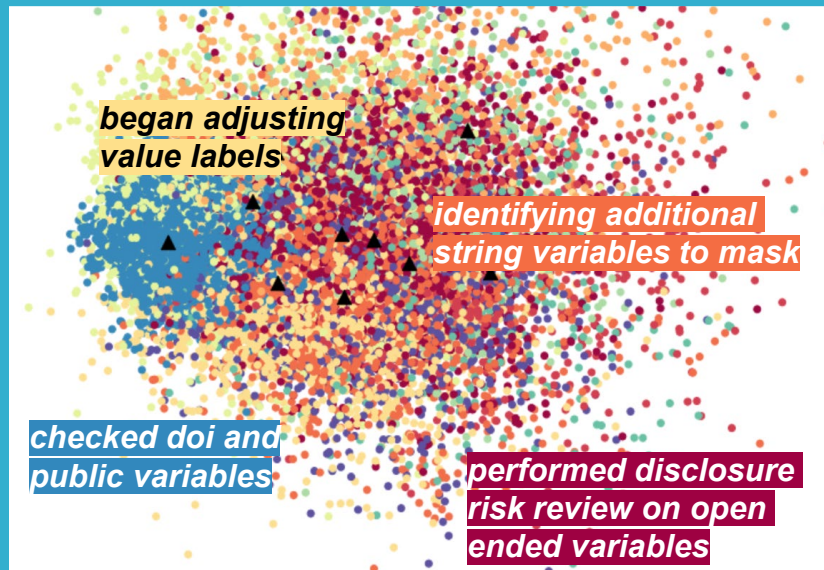 began adjusting
value labels
identifying additional
string variables to mask
checked doi and
public variables
performed disclosure
risk review on open
ended variables